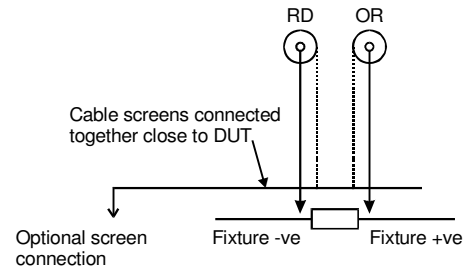 RD OR
Cable screens connected
together close to DUT
Optional screen
connection
Fixture -ve Fixture +ve